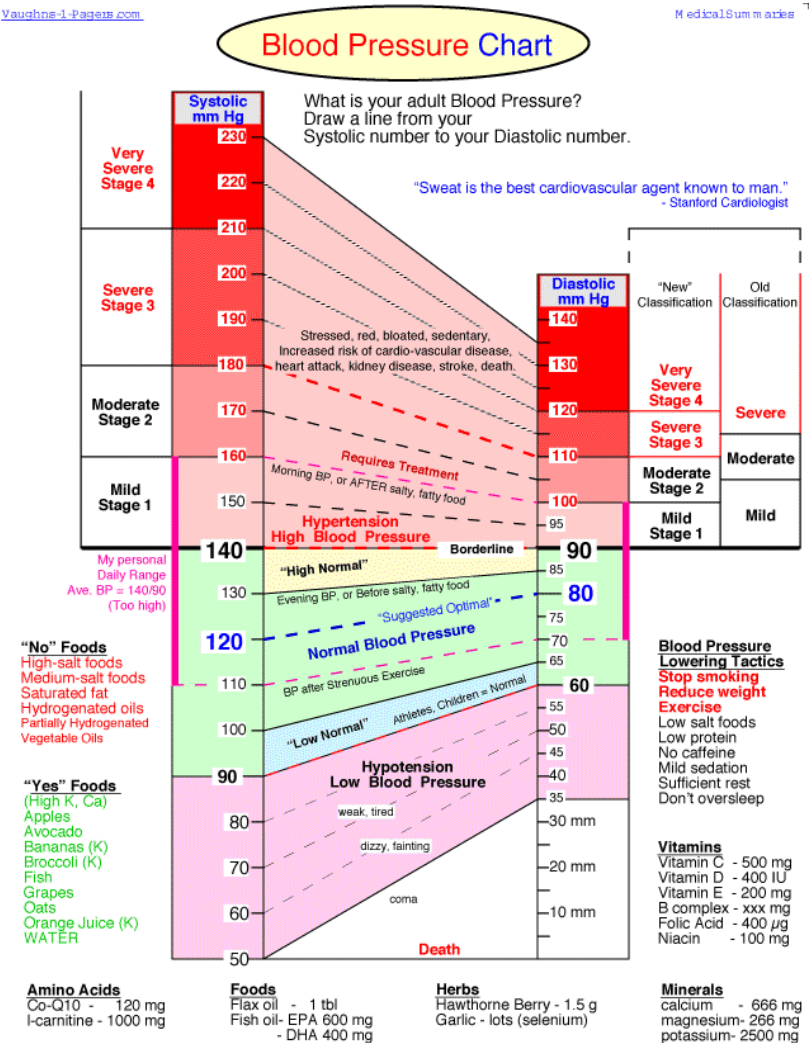 Vaughns-1-Pagers.com
MedicalSummaries
Blood Pressure Chart
What is your adult Blood Pressure?
Draw a line from your
Systolic number to your Diastolic number.
“Sweat is the best cardiovascular agent known to man.”
- Stanford Cardiologist
Systolic
mm Hg
230
220
210
200
190
180
170
160
150
140
130
120
110
100
90
80
70
60
50
Very
Severe
Stage 4
Severe
Stage 3
Moderate
Stage 2
Mild
Stage 1
Diastolic
mm Hg
140
130
120
110
100
95
90
85
80
75
70
65
60
55
50
45
40
35
30 mm
20 mm
10 mm
“New”
Classification
Old
Classification
Very
Severe
Stage 4
Severe
Stage 3
Moderate
Stage 2
Mild
Stage 1
Severe
Moderate
Mild
Stressed, red, bloated, sedentary,
Increased risk of cardio-vascular disease,
heart attack, kidney disease, stroke, death.
Requires Treatment
Morning BP, or AFTER salty, fatty food
Hypertension
High Blood Pressure
Borderline
“High Normal”
Evening BP, or Before salty, fatty food
“Suggested Optimal”
Normal Blood Pressure
BP after Strenuous Exercise
“Low Normal”
Athletes, Children = Normal
Hypotension
Low Blood Pressure
weak, tired
dizzy, fainting
coma
Death
My personal
Daily Range
Ave. BP = 140/90
(Too high)
“No” Foods
High-salt foods
Medium-salt foods
Saturated fat
Hydrogenated oils
Partially Hydrogenated
Vegetable Oils
“Yes” Foods
(High K, Ca)
Apples
Avocado
Bananas (K)
Broccoli (K)
Fish
Grapes
Oats
Orange Juice (K)
WATER
Blood Pressure
Lowering Tactics
Stop smoking
Reduce weight
Exercise
Low salt foods
Low protein
No caffeine
Mild sedation
Sufficient rest
Don’t oversleep
Vitamins
Vitamin C - 500 mg
Vitamin D - 400 IU
Vitamin E - 200 mg
B complex - xxx mg
Folic Acid - 400 µg
Niacin - 100 mg
Amino Acids
Co-Q10 - 120 mg
l-carnitine - 1000 mg
Foods
Flax oil - 1 tbl
Fish oil- EPA 600 mg
- DHA 400 mg
Herbs
Hawthorne Berry - 1.5 g
Garlic - lots (selenium)
Minerals
calcium - 666 mg
magnesium- 266 mg
potassium- 2500 mg